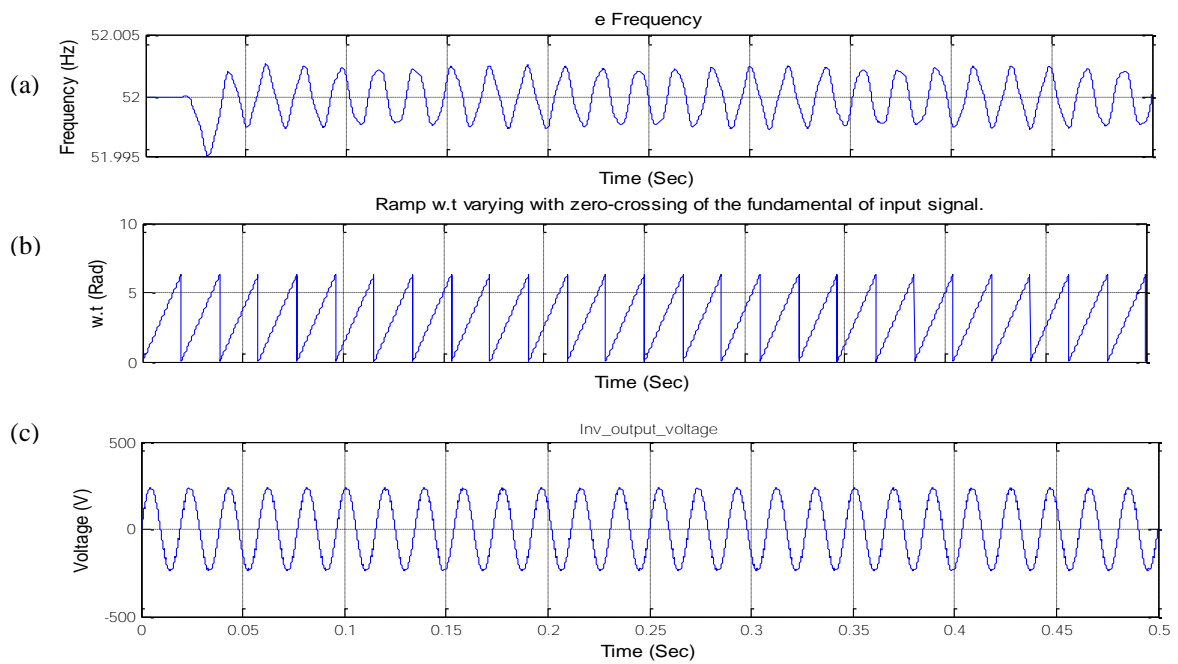 e Frequency
(a)
Frequency (Hz)
52.005
52
51.995
Time (Sec)
Ramp w.t varying with zero-crossing of the fundamental of input signal.
(b)
w.t (Rad)
10
5
0
Time (Sec)
(c)
Inv_output_voltage
Voltage (V)
500
0
-500
0 0.05 0.1 0.15 0.2 0.25 0.3 0.35 0.4 0.45 0.5
Time (Sec)